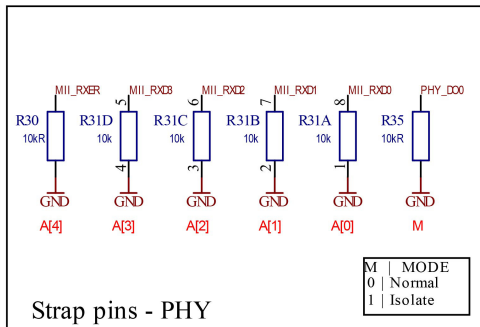 MII_RXER MII_RXD3 MII_RXD2 MII_RXD1 MII_RXD0 PHY_DO0
5 6 7 8
R30 R31D R31C R31B R31A R35
10kR 10k 10k 10k 10k 10kR
4 3 2 1
GND GND GND GND GND GND
A[4] A[3] A[2] A[1] A[0] M
M | MODE
0 | Normal
1 | Isolate
Strap pins - PHY